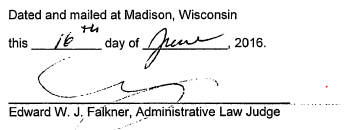 Dated and mailed at Madison, Wisconsin
this 16th day of June, 2016.
Edward W. J. Falkner, Administrative Law Judge